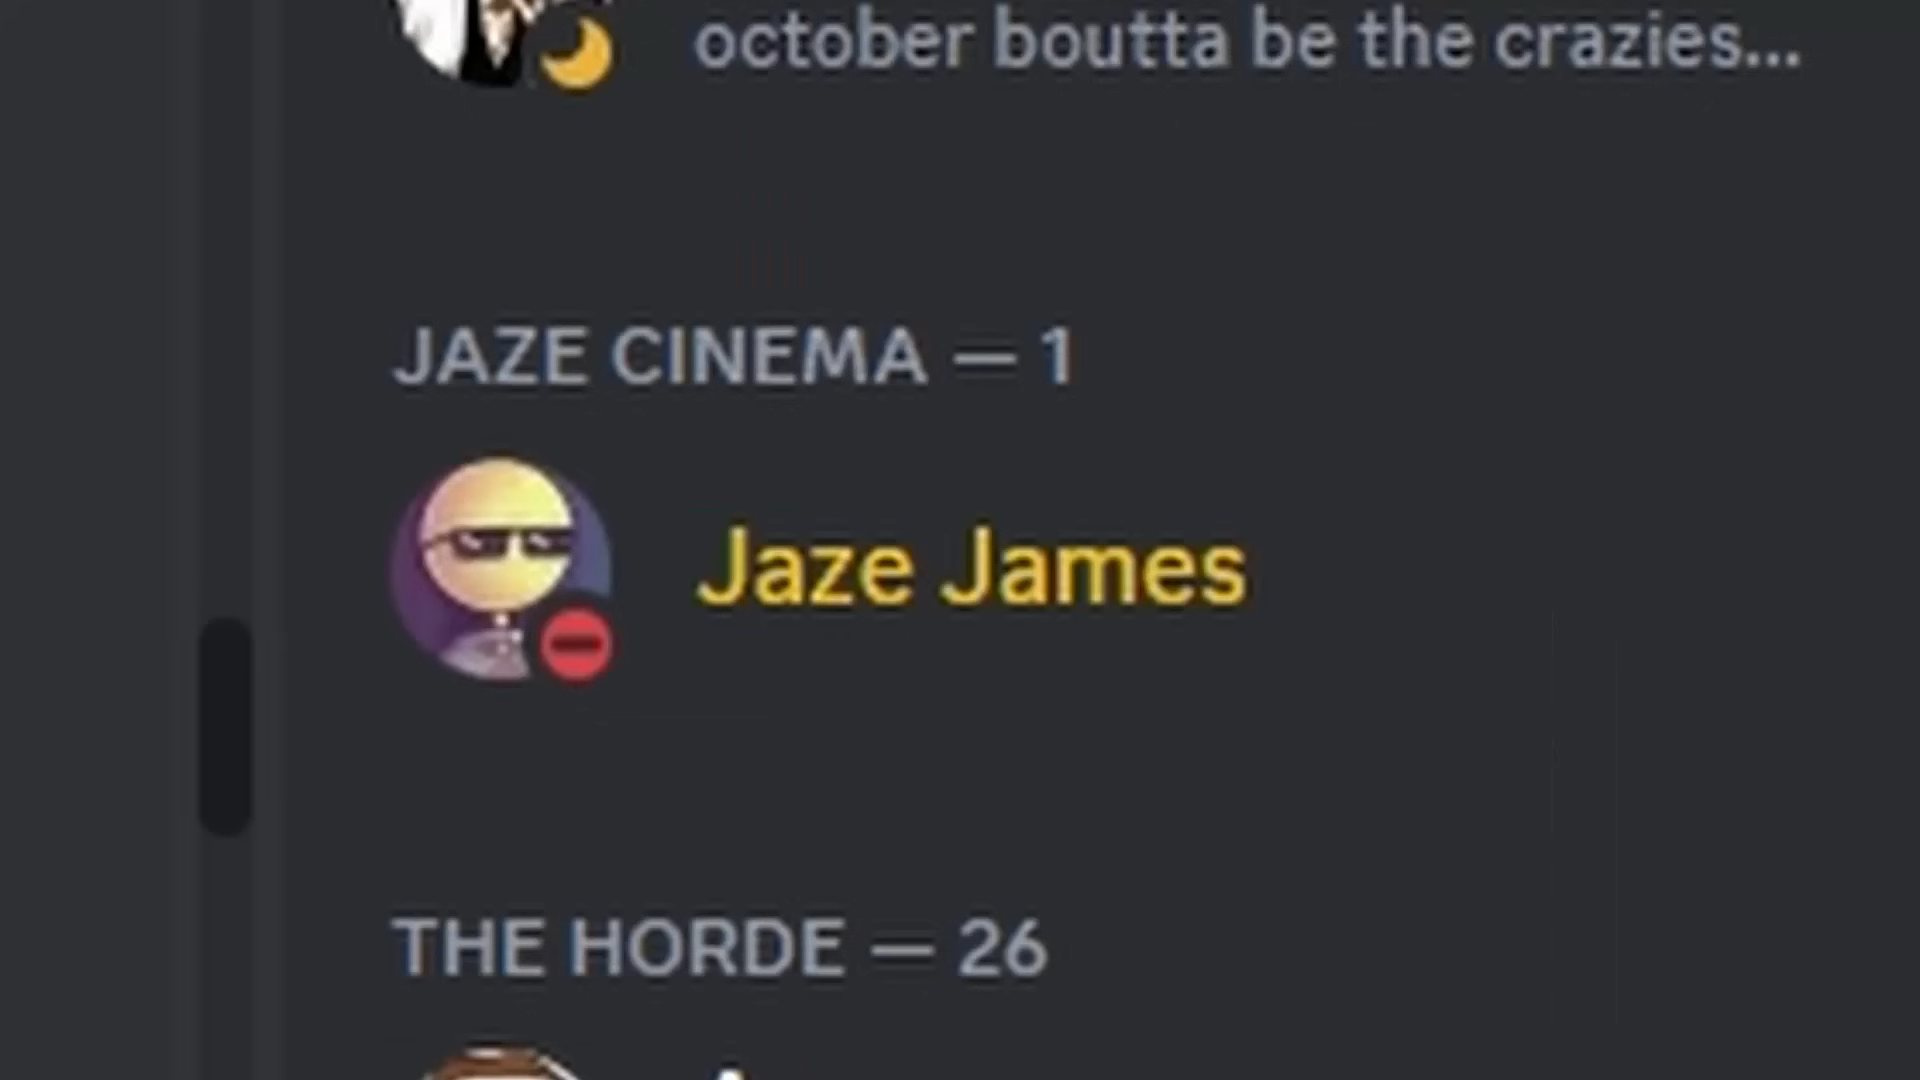 october boutta be the crazies...
JAZE CINEMA — 1
Jaze James
THE HORDE — 26